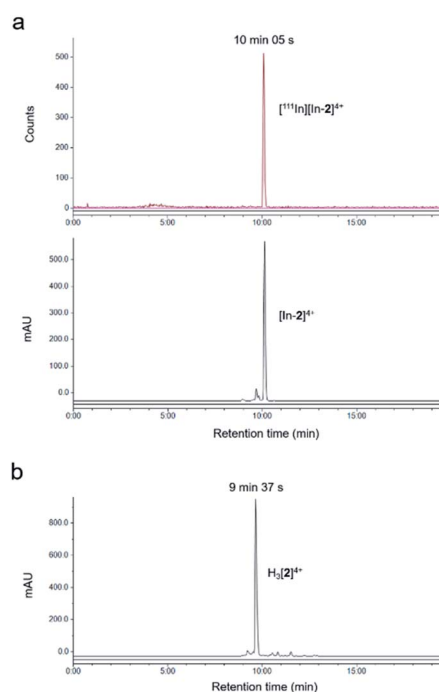 a
10 min 05 s
500
400
300
200
100
0
Counts
[¹¹¹In][In-2]⁴⁺
0:00 5:00 10:00 15:00
500.0
400.0
300.0
200.0
100.0
0.0
mAU
[In-2]⁴⁺
0:00 5:00 10:00 15:00
Retention time (min)
b
9 min 37 s
800.0
600.0
400.0
200.0
0.0
mAU
H₃[2]⁴⁺
0:00 5:00 10:00 15:00
Retention time (min)